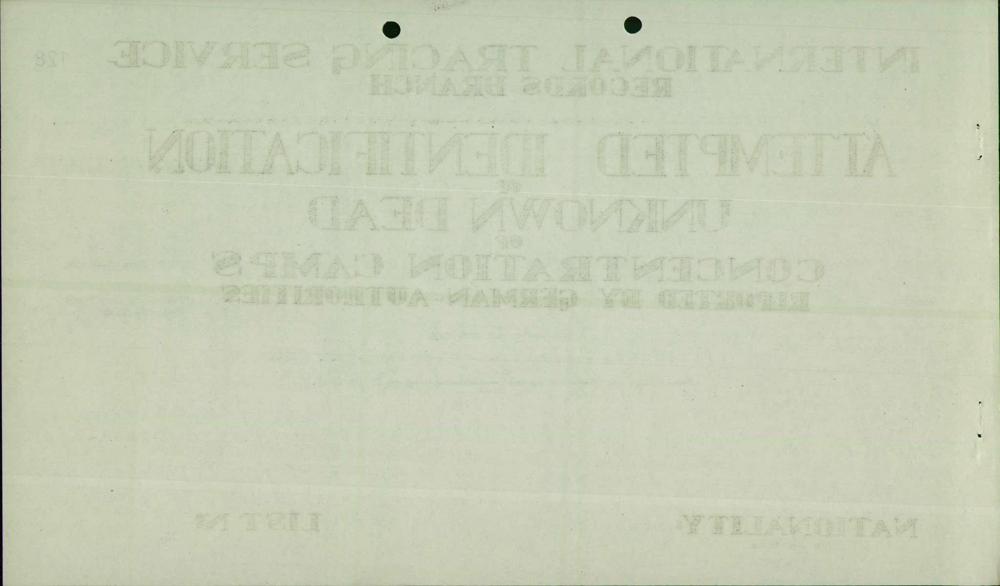 INTERNATIONAL TRACING SERVICE
128
RECORDS BRANCH
ATTEMPTED IDENTIFICATION
OF
UNKNOWN DEAD
OF
CONCENTRATION CAMPS
REPORTED BY GERMAN AUTHORITIES
NATIONALITY:
LIST Nº